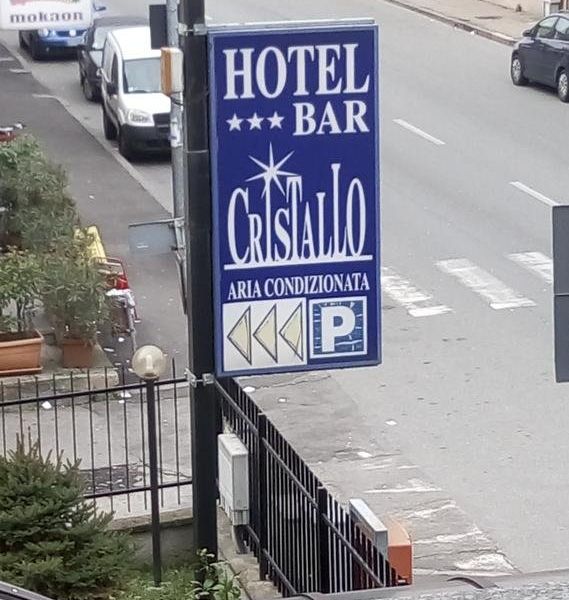 mokaon
HOTEL
*** BAR
CRISTALLO
ARIA CONDIZIONATA
P